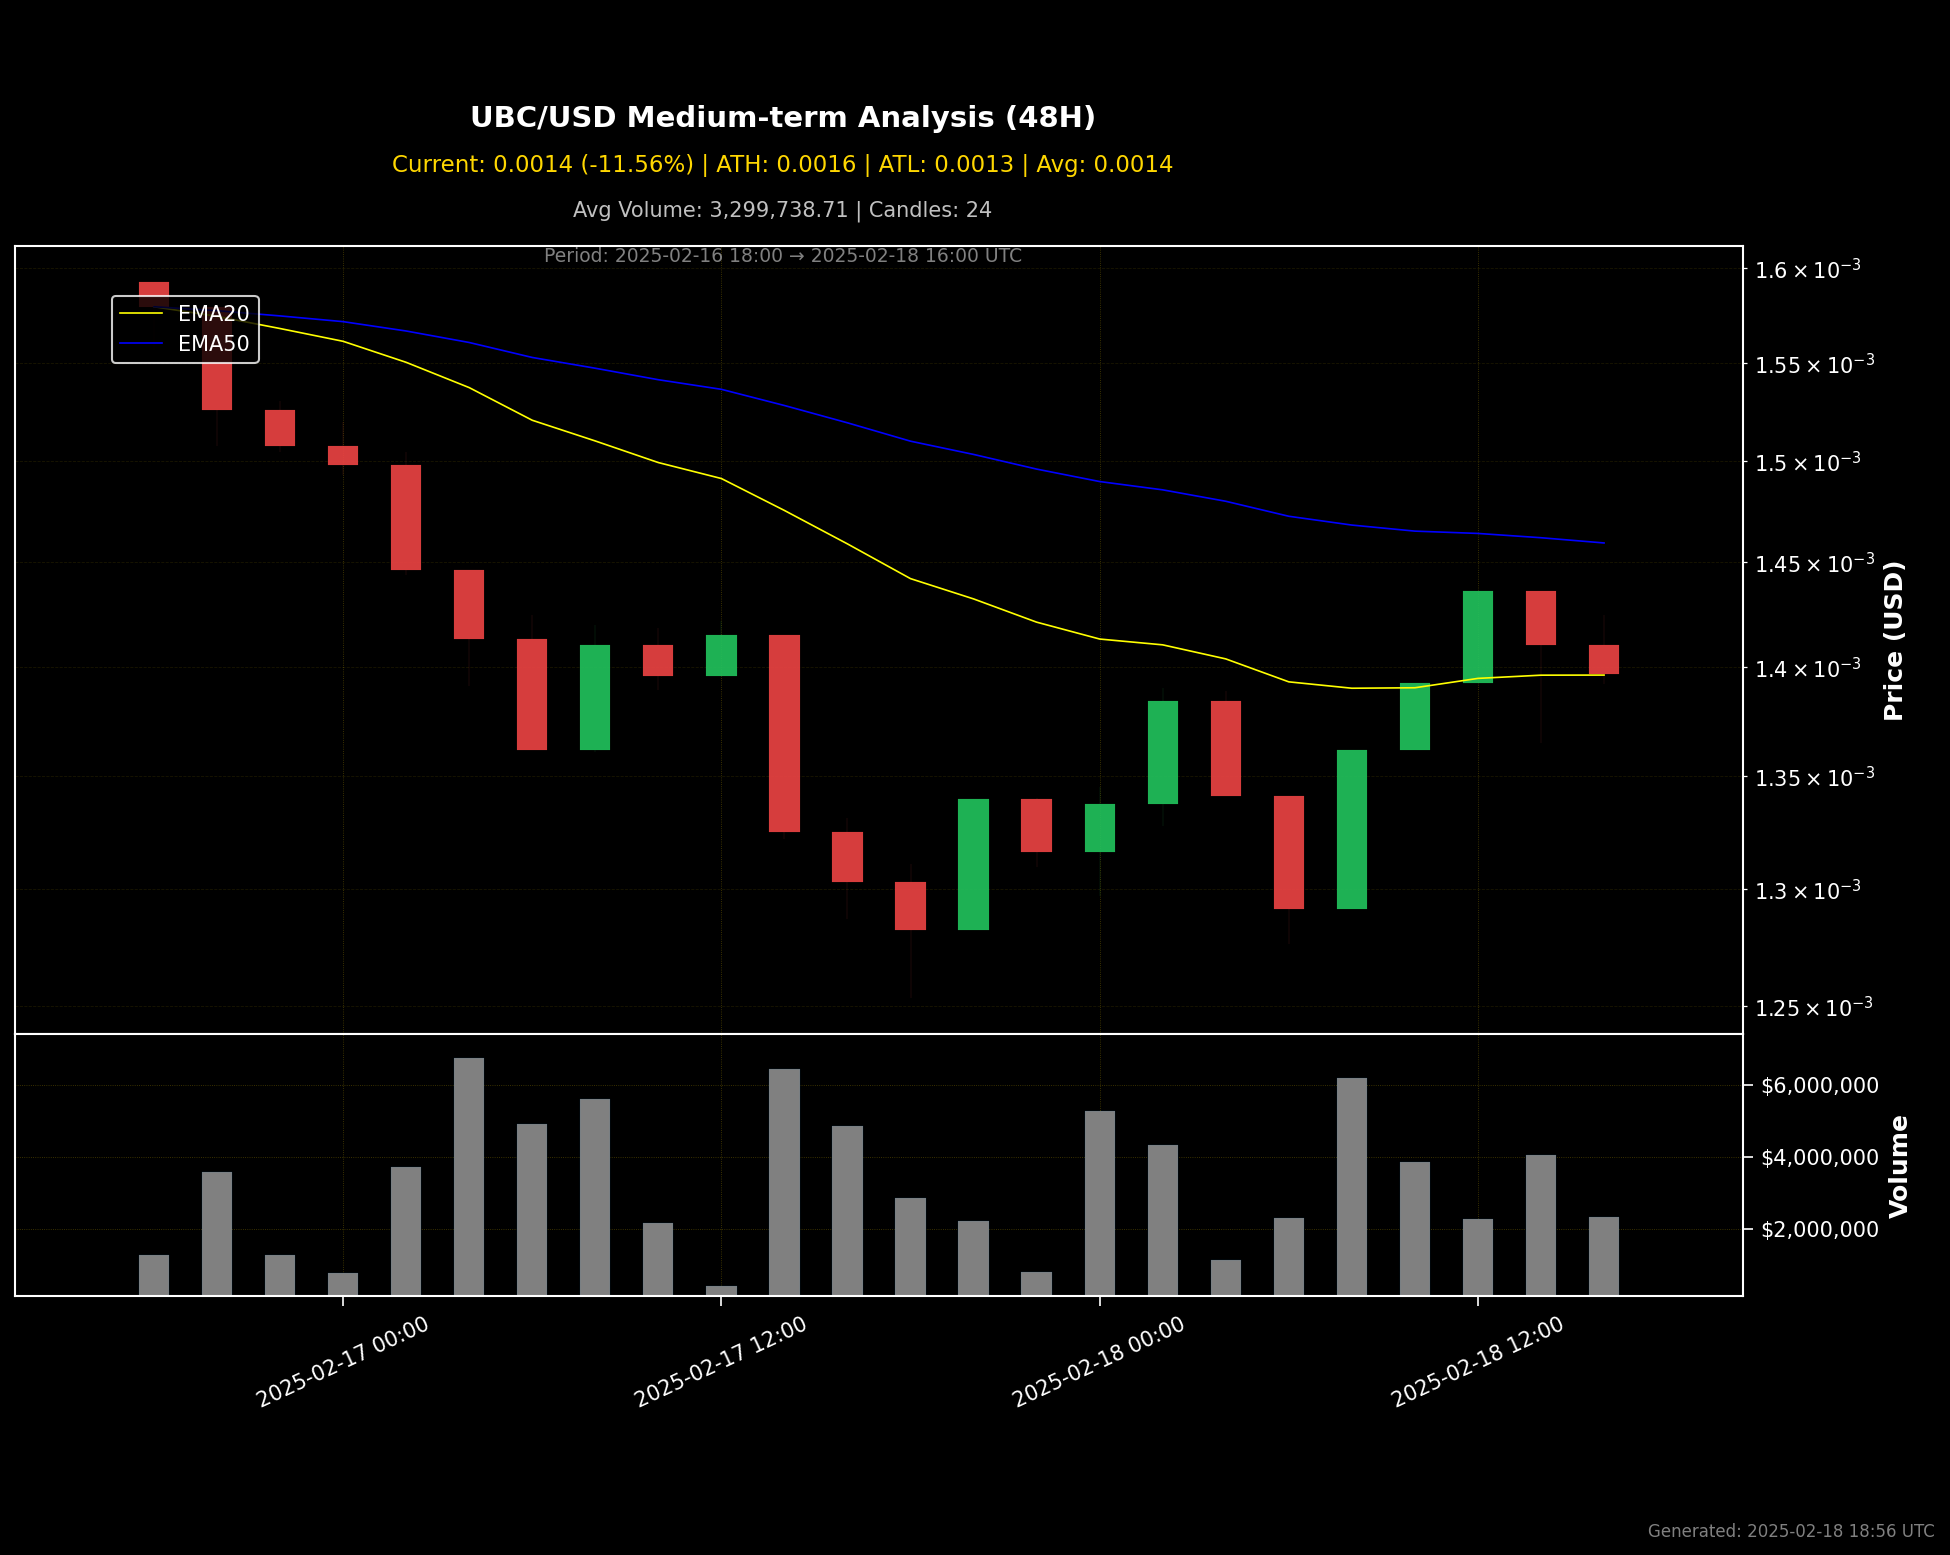 UBC/USD Medium-term Analysis (48H)
Current: 0.0014 (-11.56%) | ATH: 0.0016 | ATL: 0.0013 | Avg: 0.0014
Avg Volume: 3,299,738.71 | Candles: 24
Period: 2025-02-16 18:00 → 2025-02-18 16:00 UTC
EMA20
EMA50
1.6 × 10⁻³
1.55 × 10⁻³
1.5 × 10⁻³
1.45 × 10⁻³
1.4 × 10⁻³
1.35 × 10⁻³
1.3 × 10⁻³
1.25 × 10⁻³
Price (USD)
$6,000,000
$4,000,000
$2,000,000
Volume
2025-02-17 00:00
2025-02-17 12:00
2025-02-18 00:00
2025-02-18 12:00
Generated: 2025-02-18 18:56 UTC